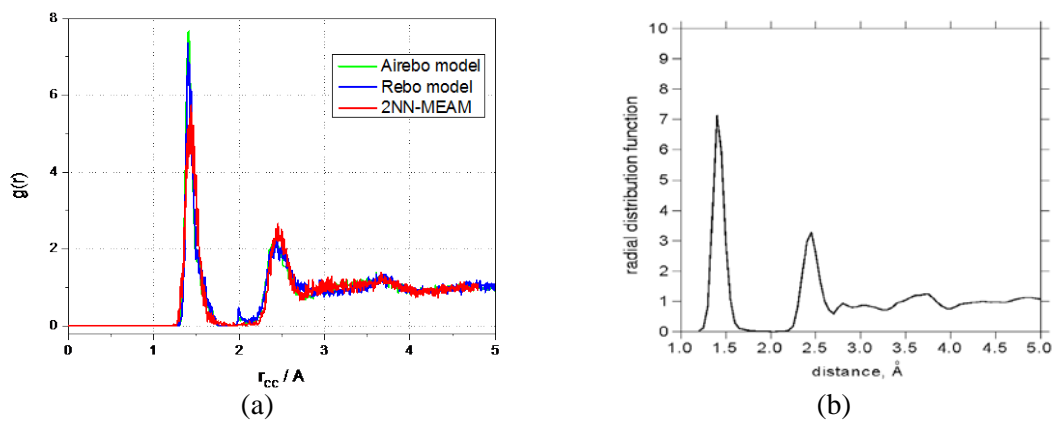 8
6
4
2
0
g(r)
Airebo model
Rebo model
2NN-MEAM
0 1 2 3 4 5
r_cc / A
(a)
10
9
8
7
6
5
4
3
2
1
0
radial distribution function
1.0 1.5 2.0 2.5 3.0 3.5 4.0 4.5 5.0
distance, Å
(b)